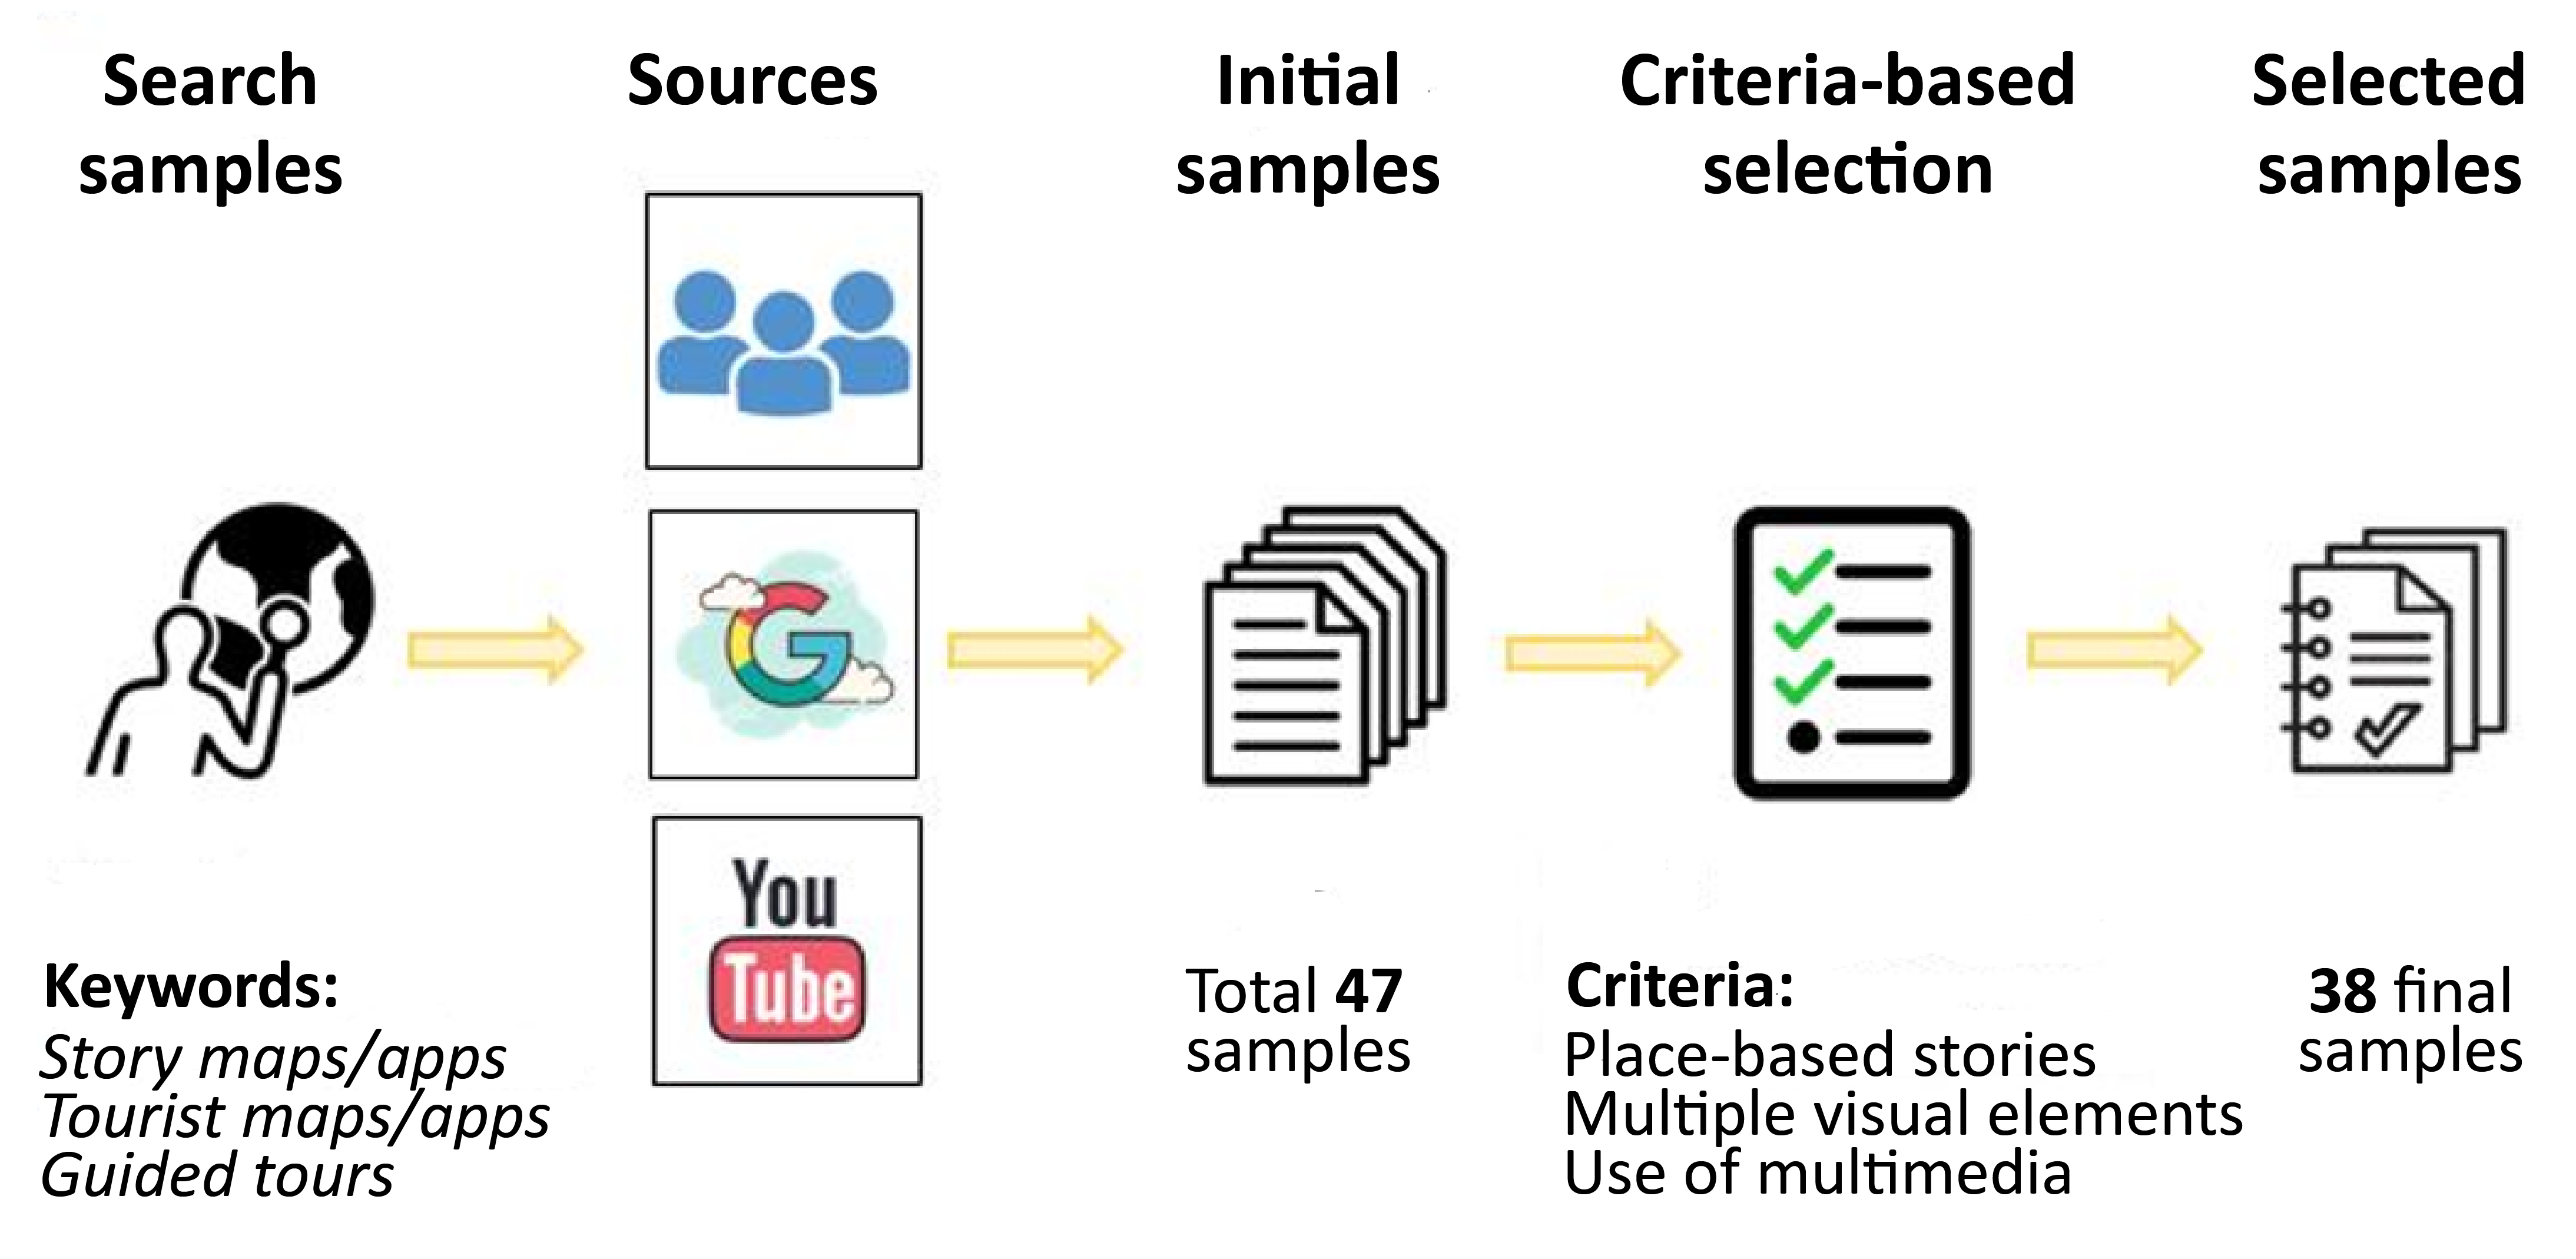 Search
samples
Sources
Initial
samples
Criteria-based
selection
Selected
samples
G
You
Tube
Keywords:
Story maps/apps
Tourist maps/apps
Guided tours
Total 47
samples
Criteria:
Place-based stories
Multiple visual elements
Use of multimedia
38 final
samples